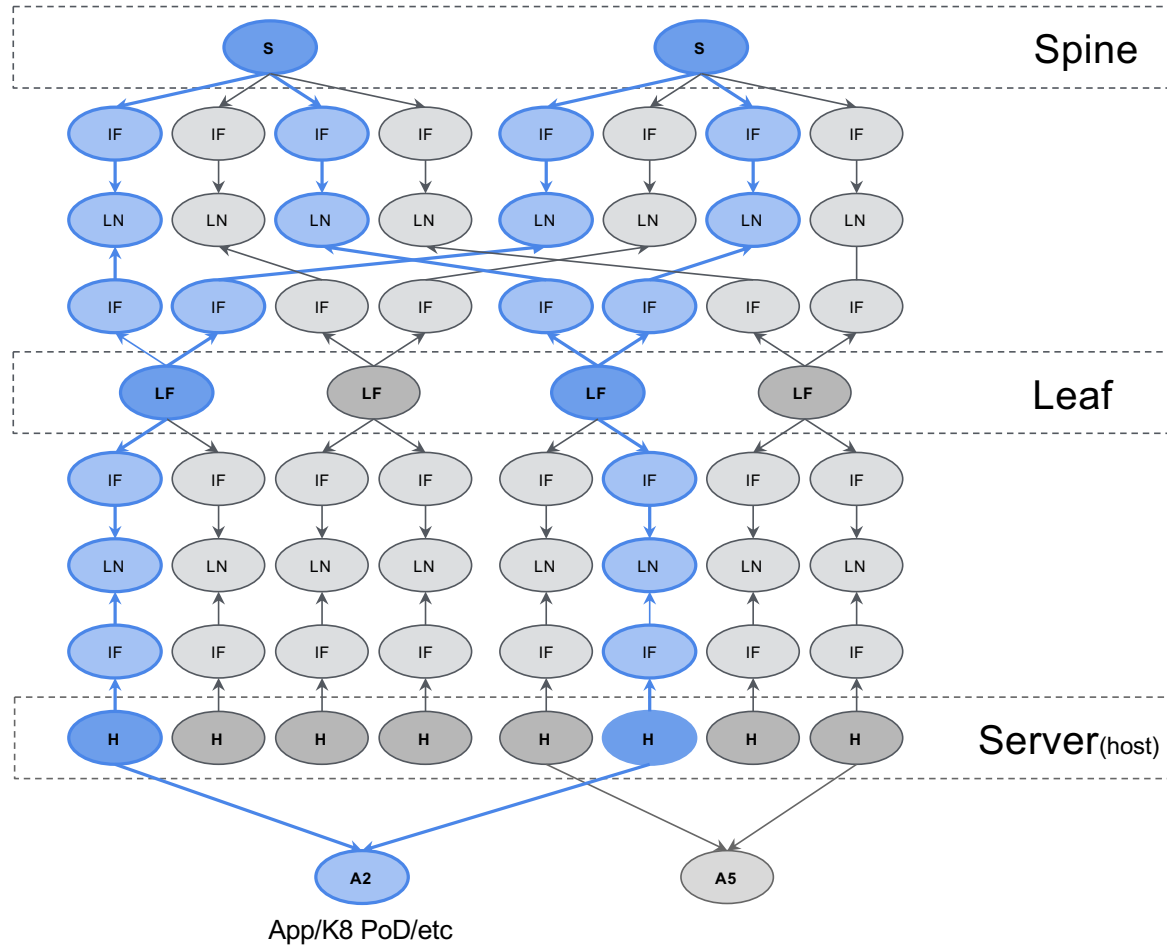 S S Spine
IF IF IF IF IF IF IF IF
LN LN LN LN LN LN LN LN
IF IF IF IF IF IF IF IF
LF LF LF LF Leaf
IF IF IF IF IF IF IF IF
LN LN LN LN LN LN LN LN
IF IF IF IF IF IF IF IF
H H H H H H H H Server(host)
A2 A5
App/K8 PoD/etc